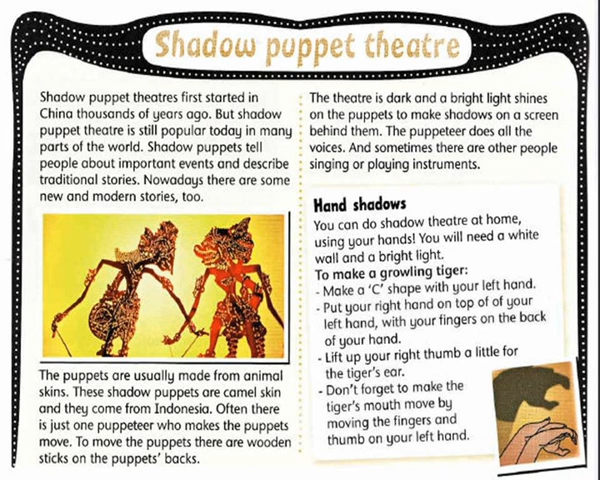 Shadow puppet theatre
Shadow puppet theatres first started in
China thousands of years ago. But shadow
puppet theatre is still popular today in many
parts of the world. Shadow puppets tell
people about important events and describe
traditional stories. Nowadays there are some
new and modern stories, too.
The puppets are usually made from animal
skins. These shadow puppets are camel skin
and they come from Indonesia. Often there
is just one puppeteer who makes the puppets
move. To move the puppets there are wooden
sticks on the puppets' backs.
The theatre is dark and a bright light shines
on the puppets to make shadows on a screen
behind them. The puppeteer does all the
voices. And sometimes there are other people
singing or playing instruments.
Hand shadows
You can do shadow theatre at home,
using your hands! You will need a white
wall and a bright light.
To make a growling tiger:
- Make a 'C' shape with your left hand.
- Put your right hand on top of of your
left hand, with your fingers on the back
of your hand.
- Lift up your right thumb a little for
the tiger's ear.
- Don't forget to make the
tiger's mouth move by
moving the fingers and
thumb on your left hand.